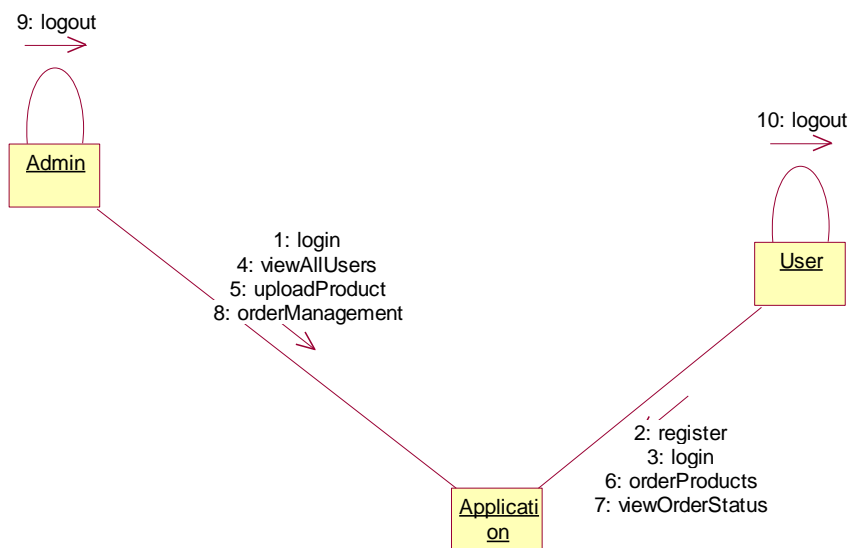 9: logout
Admin
10: logout
User
1: login
4: viewAllUsers
5: uploadProduct
8: orderManagement
2: register
3: login
6: orderProducts
7: viewOrderStatus
Applicati
on